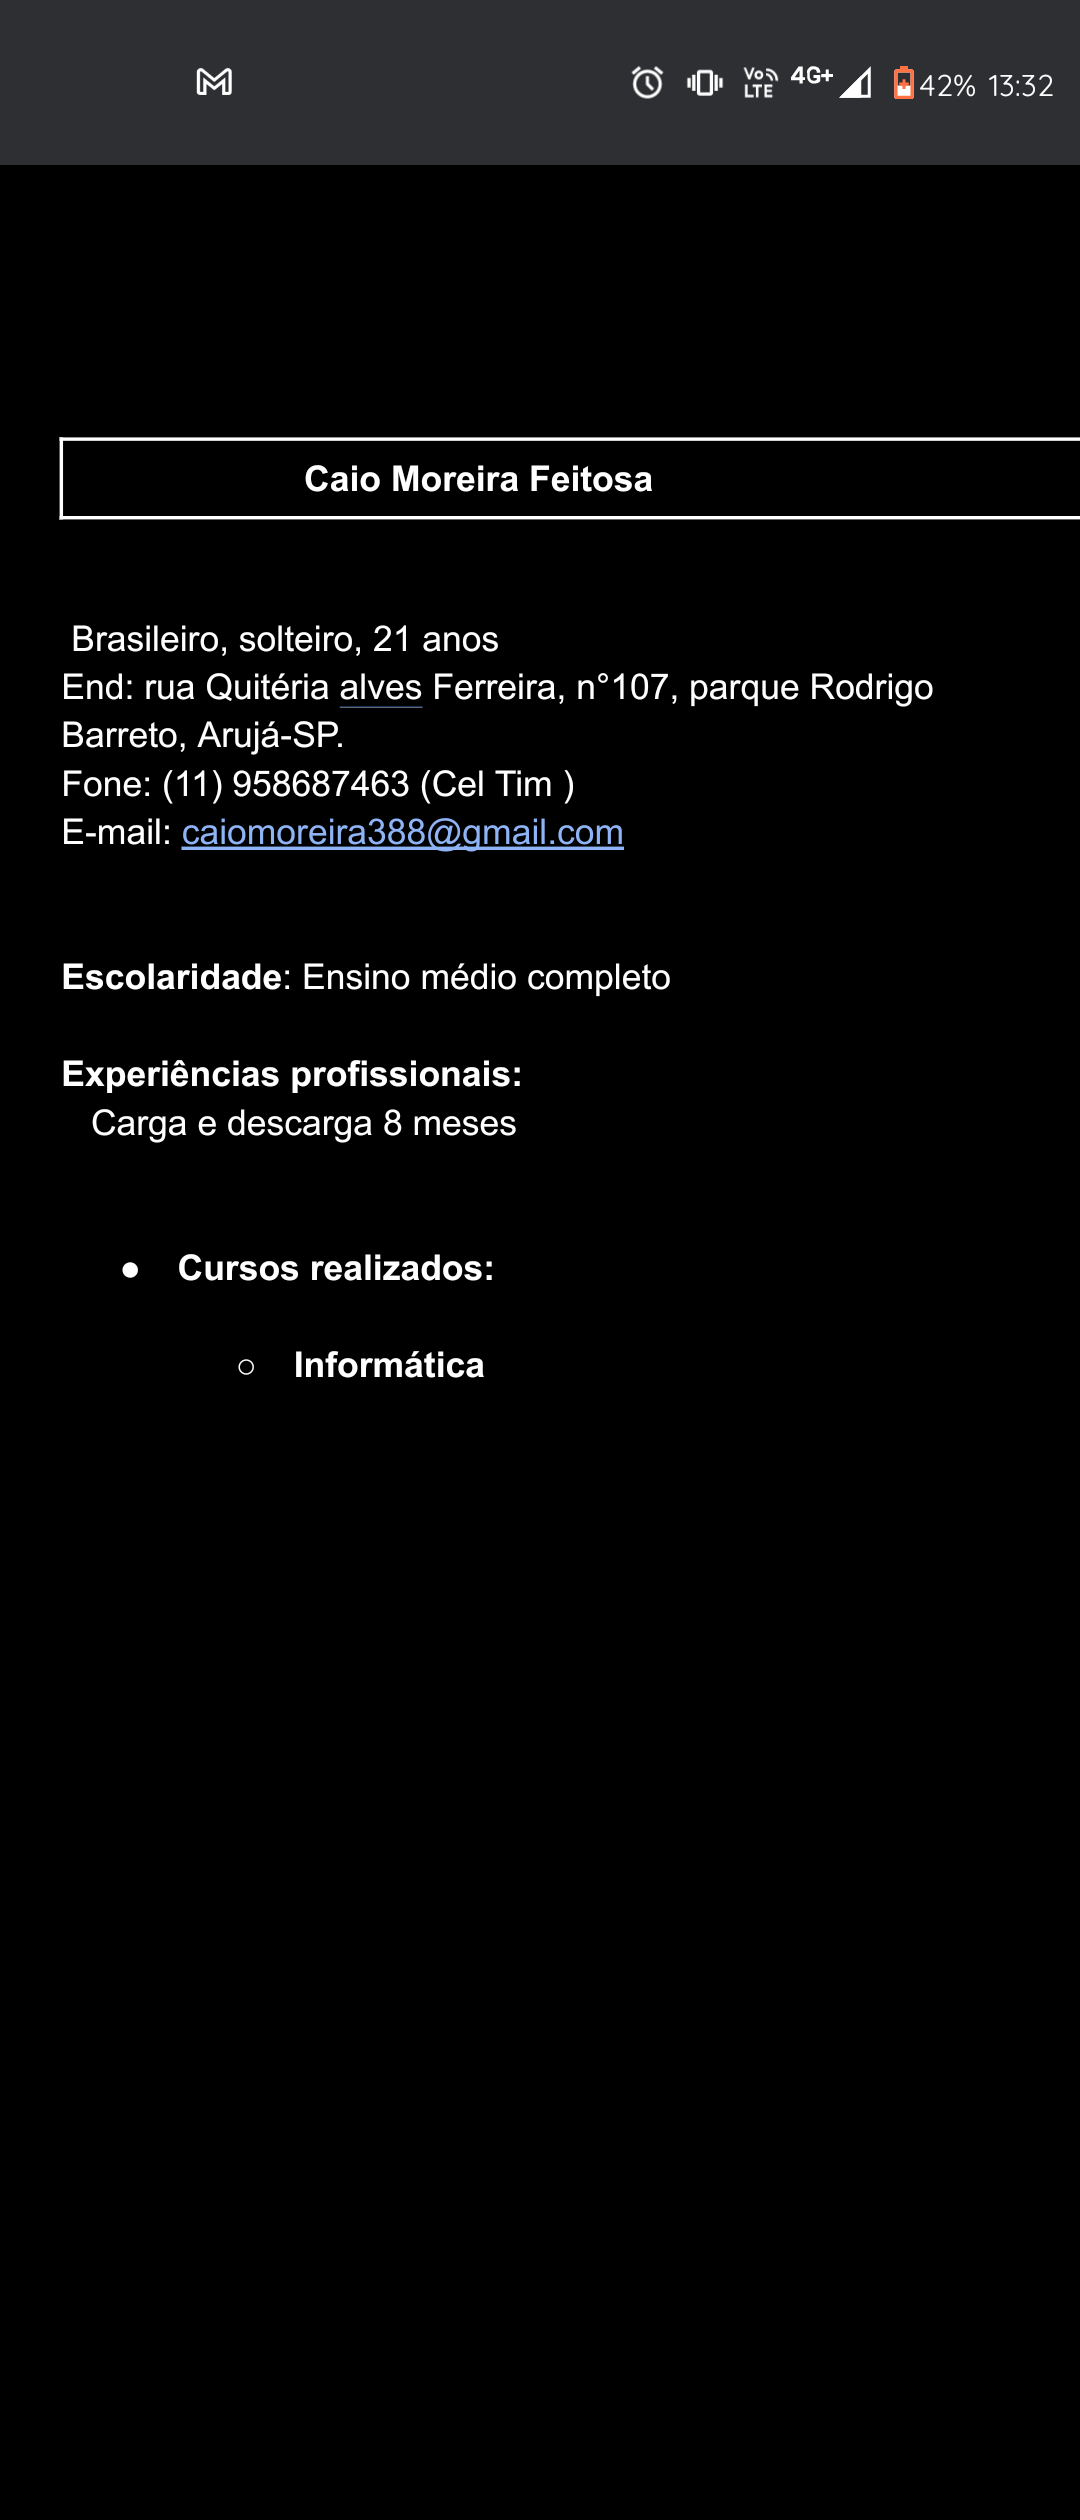 Vo LTE 4G+ 42% 13:32
Caio Moreira Feitosa
Brasileiro, solteiro, 21 anos
End: rua Quitéria alves Ferreira, n°107, parque Rodrigo
Barreto, Arujá-SP.
Fone: (11) 958687463 (Cel Tim )
E-mail: caiomoreira388@gmail.com
Escolaridade: Ensino médio completo
Experiências profissionais:
Carga e descarga 8 meses
● Cursos realizados:
○ Informática